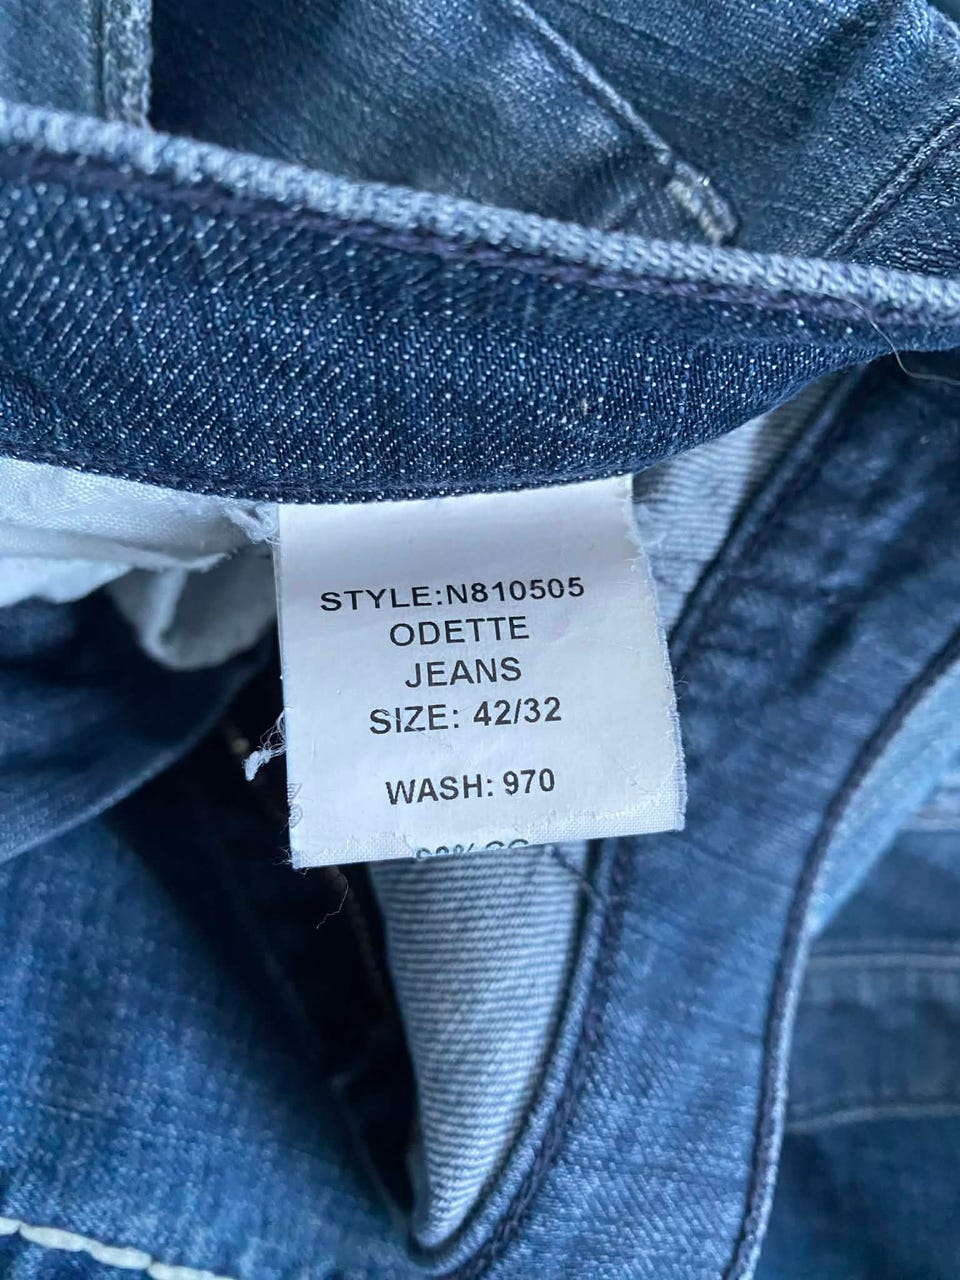 STYLE:N810505
ODETTE
JEANS
SIZE: 42/32
WASH: 970